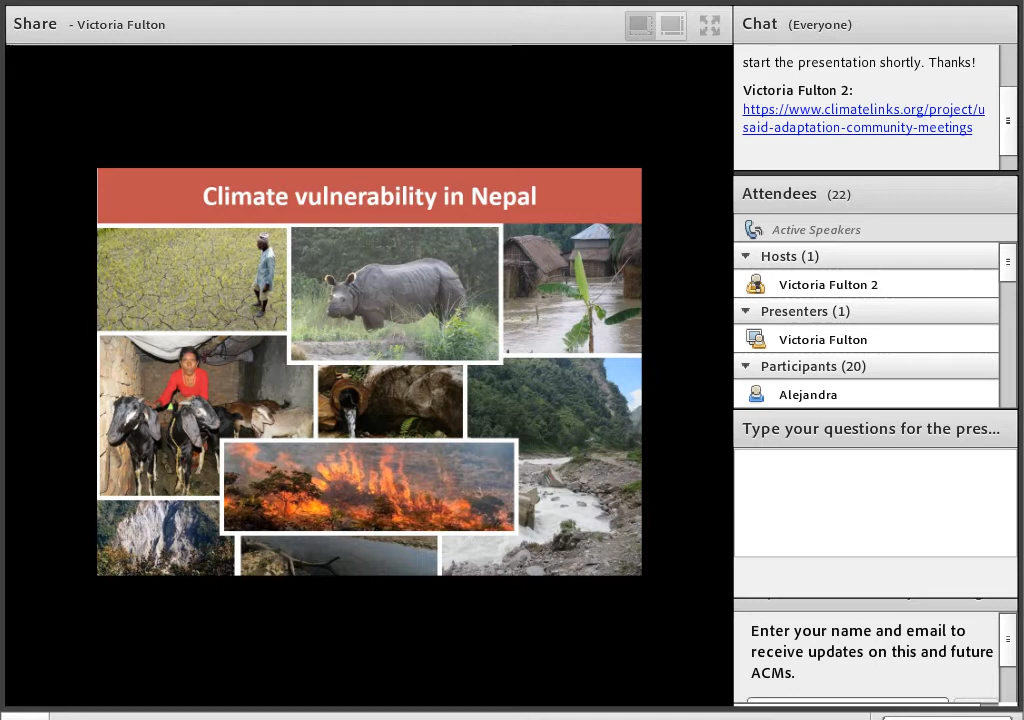 Share - Victoria Fulton
Climate vulnerability in Nepal
Chat (Everyone)
start the presentation shortly. Thanks!
Victoria Fulton 2:
https://www.climatelinks.org/project/u
said-adaptation-community-meetings
Attendees (22)
Active Speakers
Hosts (1)
Victoria Fulton 2
Presenters (1)
Victoria Fulton
Participants (20)
Alejandra
Type your questions for the pres...
Enter your name and email to
receive updates on this and future
ACMs.